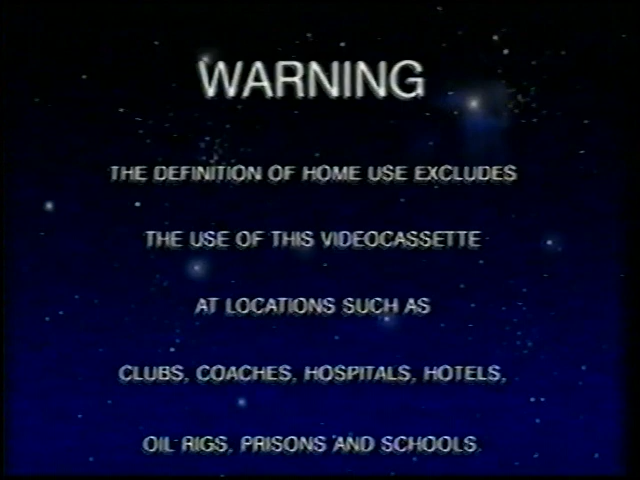 WARNING
THE DEFINITION OF HOME USE EXCLUDES
THE USE OF THIS VIDEOCASSETTE
AT LOCATIONS SUCH AS
CLUBS, COACHES, HOSPITALS, HOTELS,
OIL RIGS, PRISONS AND SCHOOLS.